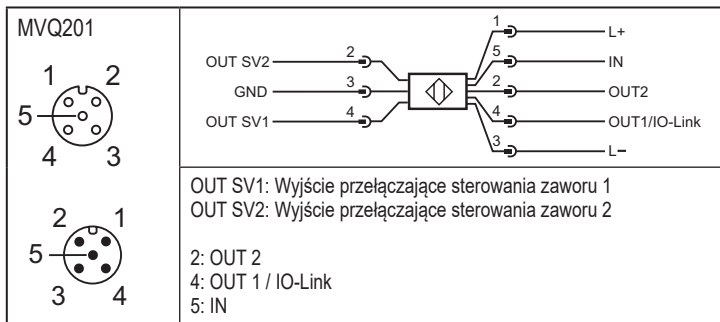 MVQ201
1 2
5
4 3
2 1
5
3 4
OUT SV2 2
GND 3
OUT SV1 4
1 L+
5 IN
2 OUT2
4 OUT1/IO-Link
3 L−
OUT SV1: Wyjście przełączające sterowania zaworu 1
OUT SV2: Wyjście przełączające sterowania zaworu 2
2: OUT 2
4: OUT 1 / IO-Link
5: IN